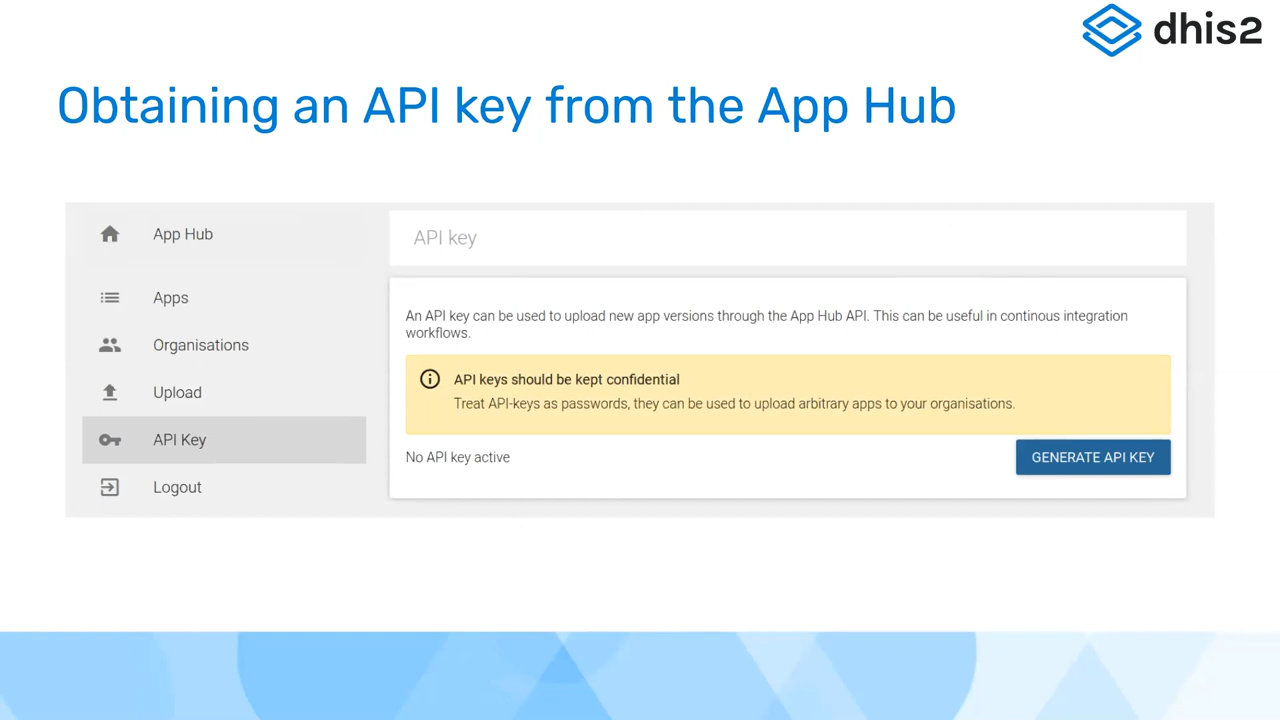 dhis2
Obtaining an API key from the App Hub
App Hub
Apps
Organisations
Upload
API Key
Logout
API key
An API key can be used to upload new app versions through the App Hub API. This can be useful in continous integration
workflows.
API keys should be kept confidential
Treat API-keys as passwords, they can be used to upload arbitrary apps to your organisations.
No API key active
GENERATE API KEY